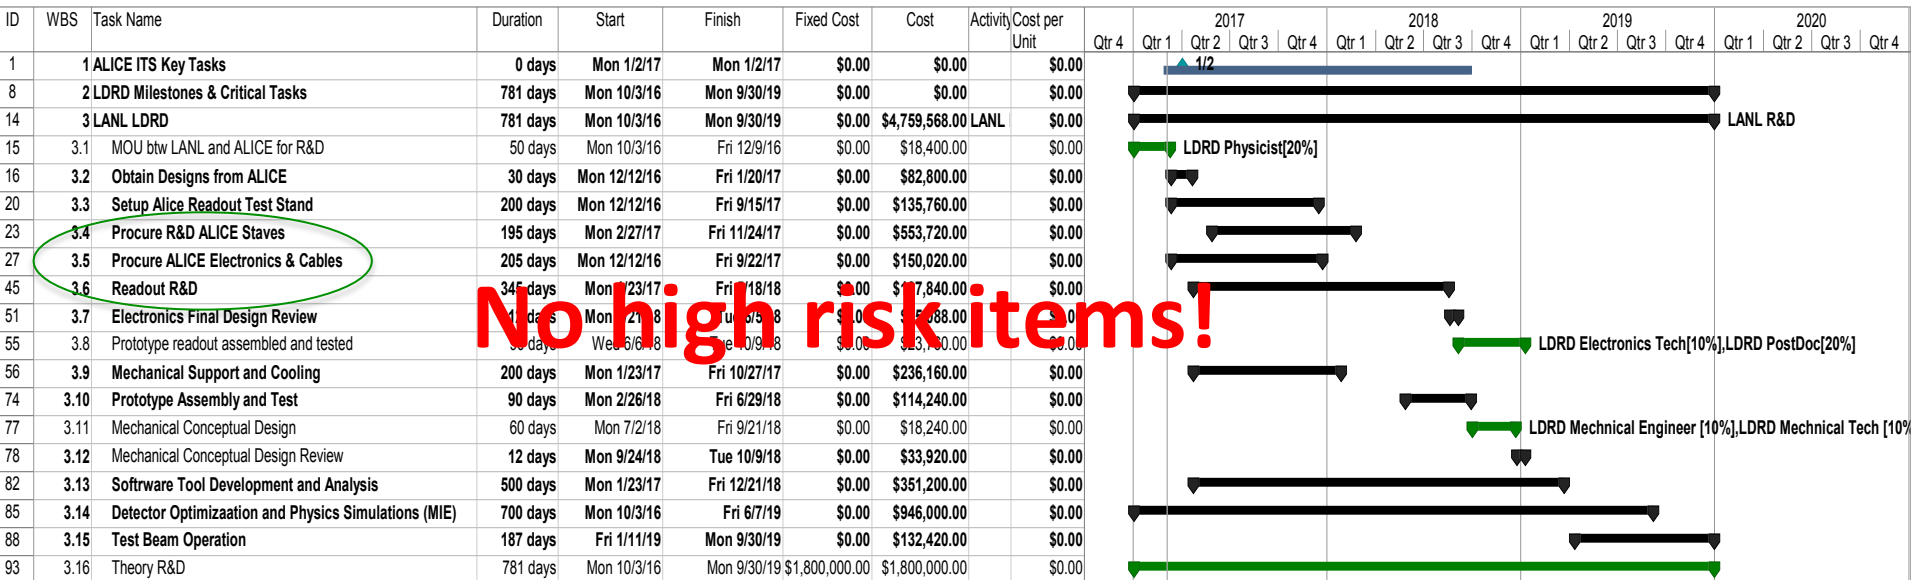 ID WBS Task Name Duration Start Finish Fixed Cost Cost Activity Cost per Unit 2017 2018 2019 2020
Qtr 4 Qtr 1 Qtr 2 Qtr 3 Qtr 4 Qtr 1 Qtr 2 Qtr 3 Qtr 4 Qtr 1 Qtr 2 Qtr 3 Qtr 4 Qtr 1 Qtr 2 Qtr 3 Qtr 4
1 1 ALICE ITS Key Tasks 0 days Mon 1/2/17 Mon 1/2/17 $0.00 $0.00 $0.00 1/2
8 2 LDRD Milestones & Critical Tasks 781 days Mon 10/3/16 Mon 9/30/19 $0.00 $0.00 $0.00
14 3 LANL LDRD 781 days Mon 10/3/16 Mon 9/30/19 $0.00 $4,759,568.00 LANL $0.00 LANL R&D
15 3.1 MOU btw LANL and ALICE for R&D 50 days Mon 10/3/16 Fri 12/9/16 $0.00 $18,400.00 $0.00 LDRD Physicist[20%]
16 3.2 Obtain Designs from ALICE 30 days Mon 12/12/16 Fri 1/20/17 $0.00 $82,800.00 $0.00
20 3.3 Setup Alice Readout Test Stand 200 days Mon 12/12/16 Fri 9/15/17 $0.00 $135,760.00 $0.00
23 3.4 Procure R&D ALICE Staves 195 days Mon 2/27/17 Fri 11/24/17 $0.00 $553,720.00 $0.00
27 3.5 Procure ALICE Electronics & Cables 205 days Mon 12/12/16 Fri 9/22/17 $0.00 $150,020.00 $0.00
45 3.6 Readout R&D 345 days Mon Fri $0.00
No high risk items!
51 3.7 Electronics Final Design Review days Mon
55 3.8 Prototype readout assembled and tested days Wed $0.00 LDRD Electronics Tech[10%],LDRD PostDoc[20%]
56 3.9 Mechanical Support and Cooling 200 days Mon 1/23/17 Fri 10/27/17 $0.00 $236,160.00 $0.00
74 3.10 Prototype Assembly and Test 90 days Mon 2/26/18 Fri 6/29/18 $0.00 $114,240.00 $0.00
77 3.11 Mechanical Conceptual Design 60 days Mon 7/2/18 Fri 9/21/18 $0.00 $18,240.00 $0.00 LDRD Mechnical Engineer [10%],LDRD Mechnical Tech [10%
78 3.12 Mechanical Conceptual Design Review 12 days Mon 9/24/18 Tue 10/9/18 $0.00 $33,920.00 $0.00
82 3.13 Softrware Tool Development and Analysis 500 days Mon 1/23/17 Fri 12/21/18 $0.00 $351,200.00 $0.00
85 3.14 Detector Optimizaation and Physics Simulations (MIE) 700 days Mon 10/3/16 Fri 6/7/19 $0.00 $946,000.00 $0.00
88 3.15 Test Beam Operation 187 days Fri 1/11/19 Mon 9/30/19 $0.00 $132,420.00 $0.00
93 3.16 Theory R&D 781 days Mon 10/3/16 Mon 9/30/19 $1,800,000.00 $1,800,000.00 $0.00